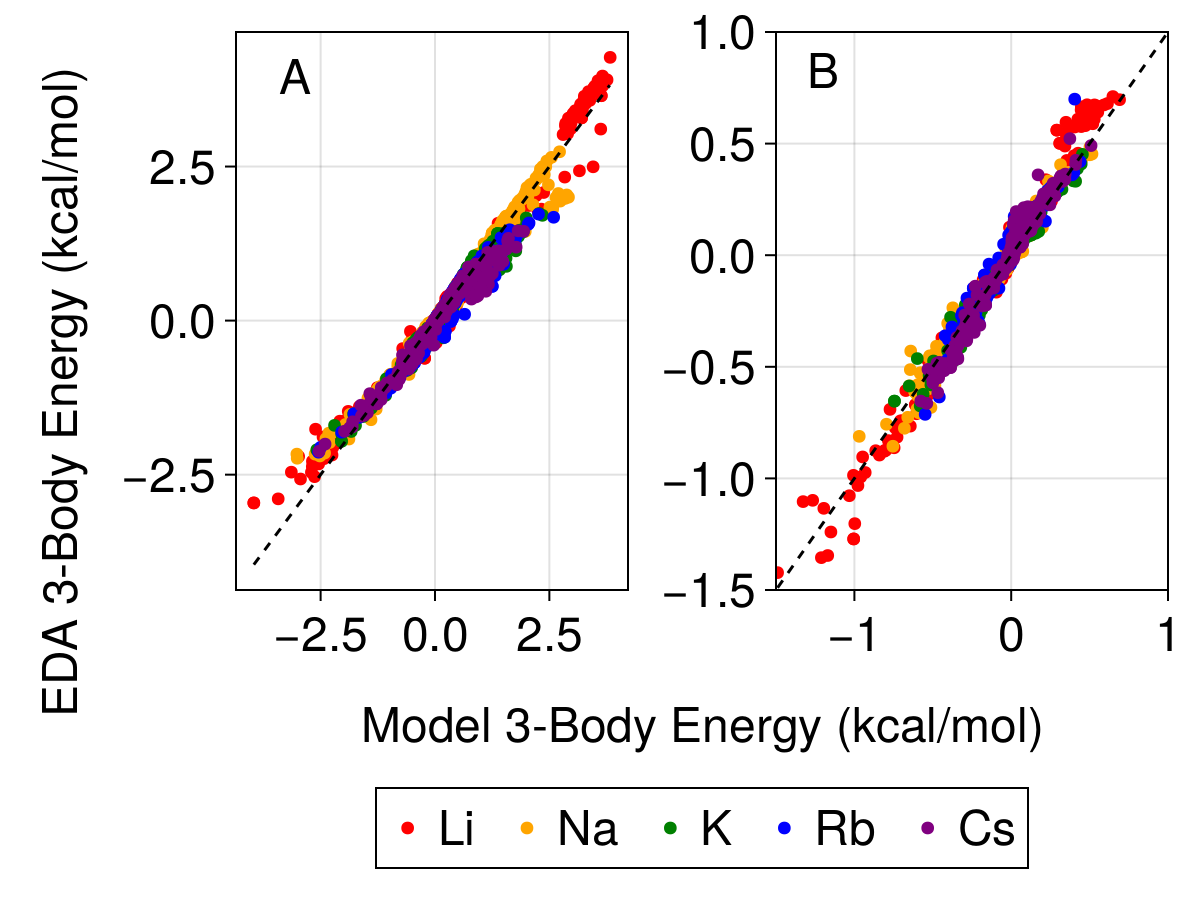 A
B
EDA 3-Body Energy (kcal/mol)
2.5
0.0
−2.5
−2.5 0.0 2.5
1.0
0.5
0.0
−0.5
−1.0
−1.5
−1 0 1
Model 3-Body Energy (kcal/mol)
Li Na K Rb Cs